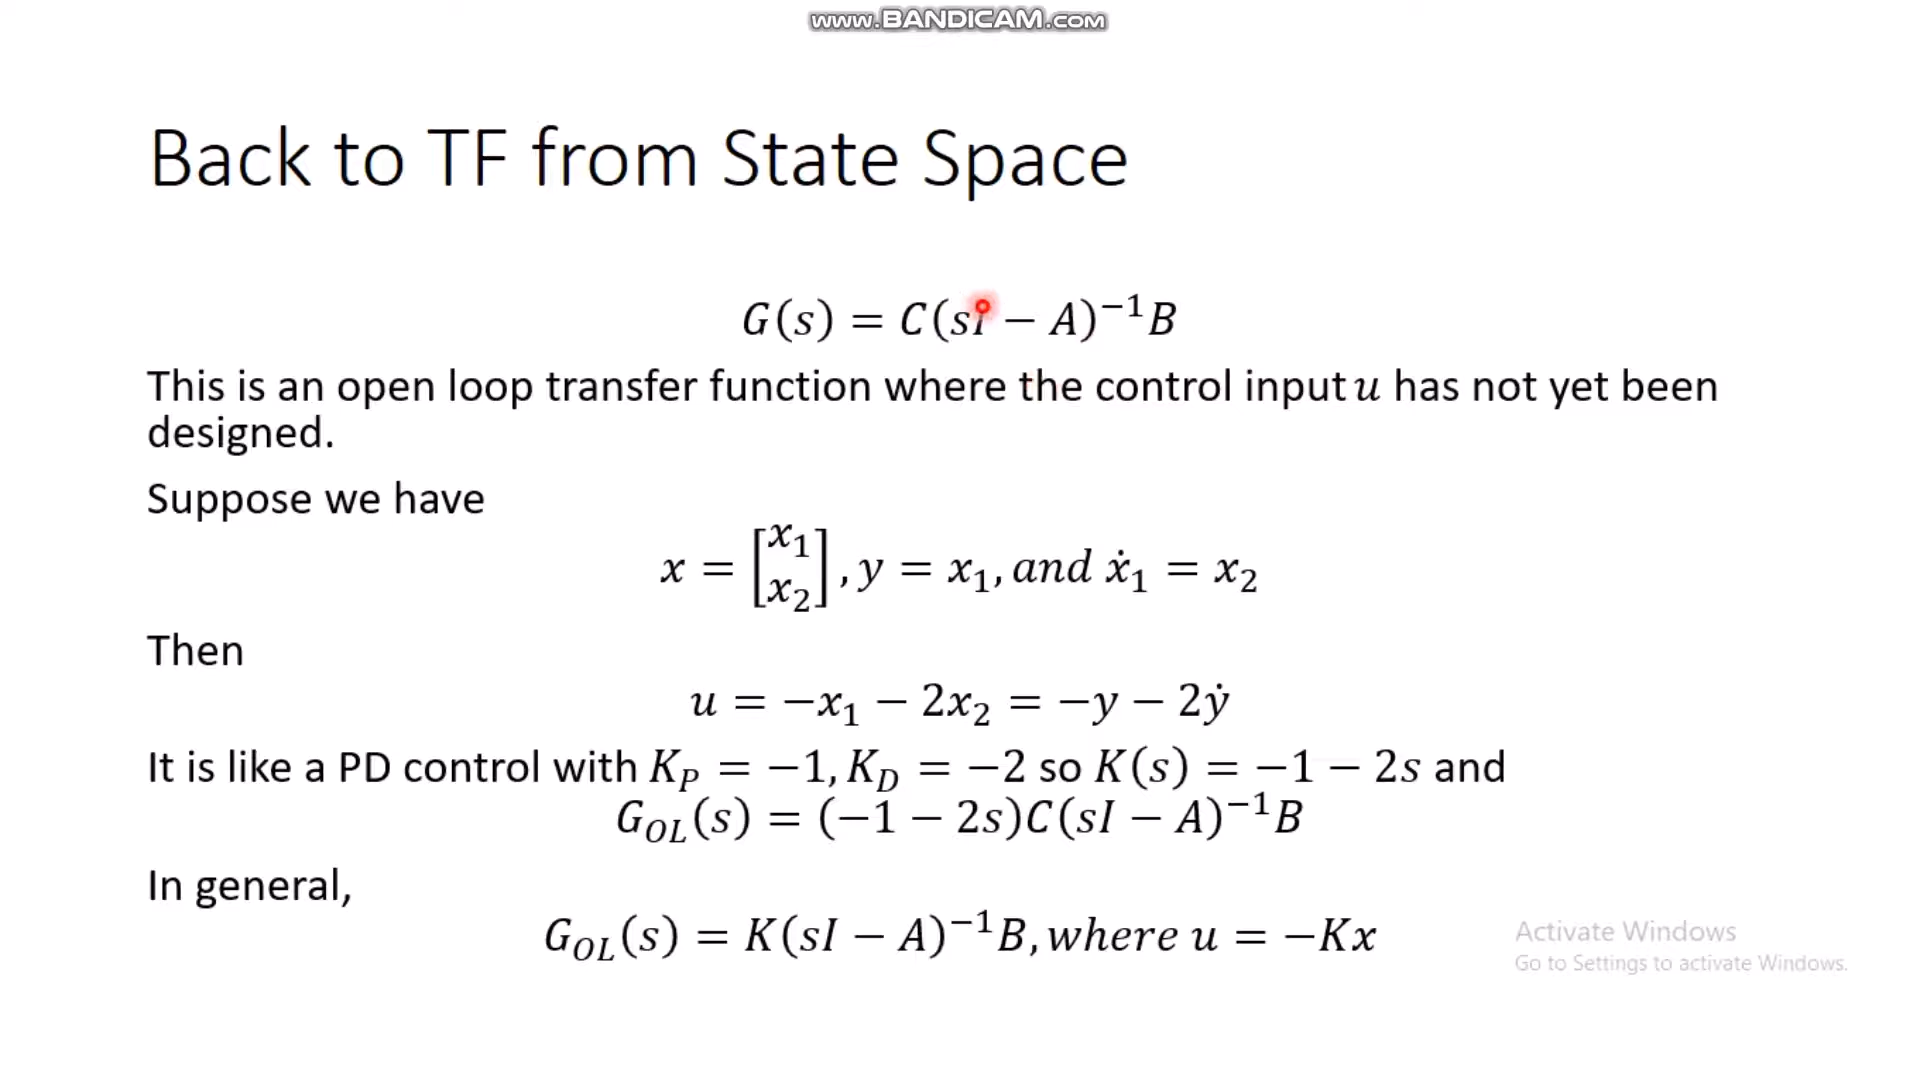 www.BANDICAM.com
Back to TF from State Space
G(s) = C(sI − A)⁻¹B
This is an open loop transfer function where the control input u has not yet been
designed.
Suppose we have
x = [x₁ x₂], y = x₁, and ẋ₁ = x₂
Then
u = −x₁ − 2x₂ = −y − 2ẏ
It is like a PD control with K_P = −1, K_D = −2 so K(s) = −1 − 2s and
G_OL(s) = (−1 − 2s)C(sI − A)⁻¹B
In general,
G_OL(s) = K(sI − A)⁻¹B, where u = −Kx
Activate Windows
Go to Settings to activate Windows.